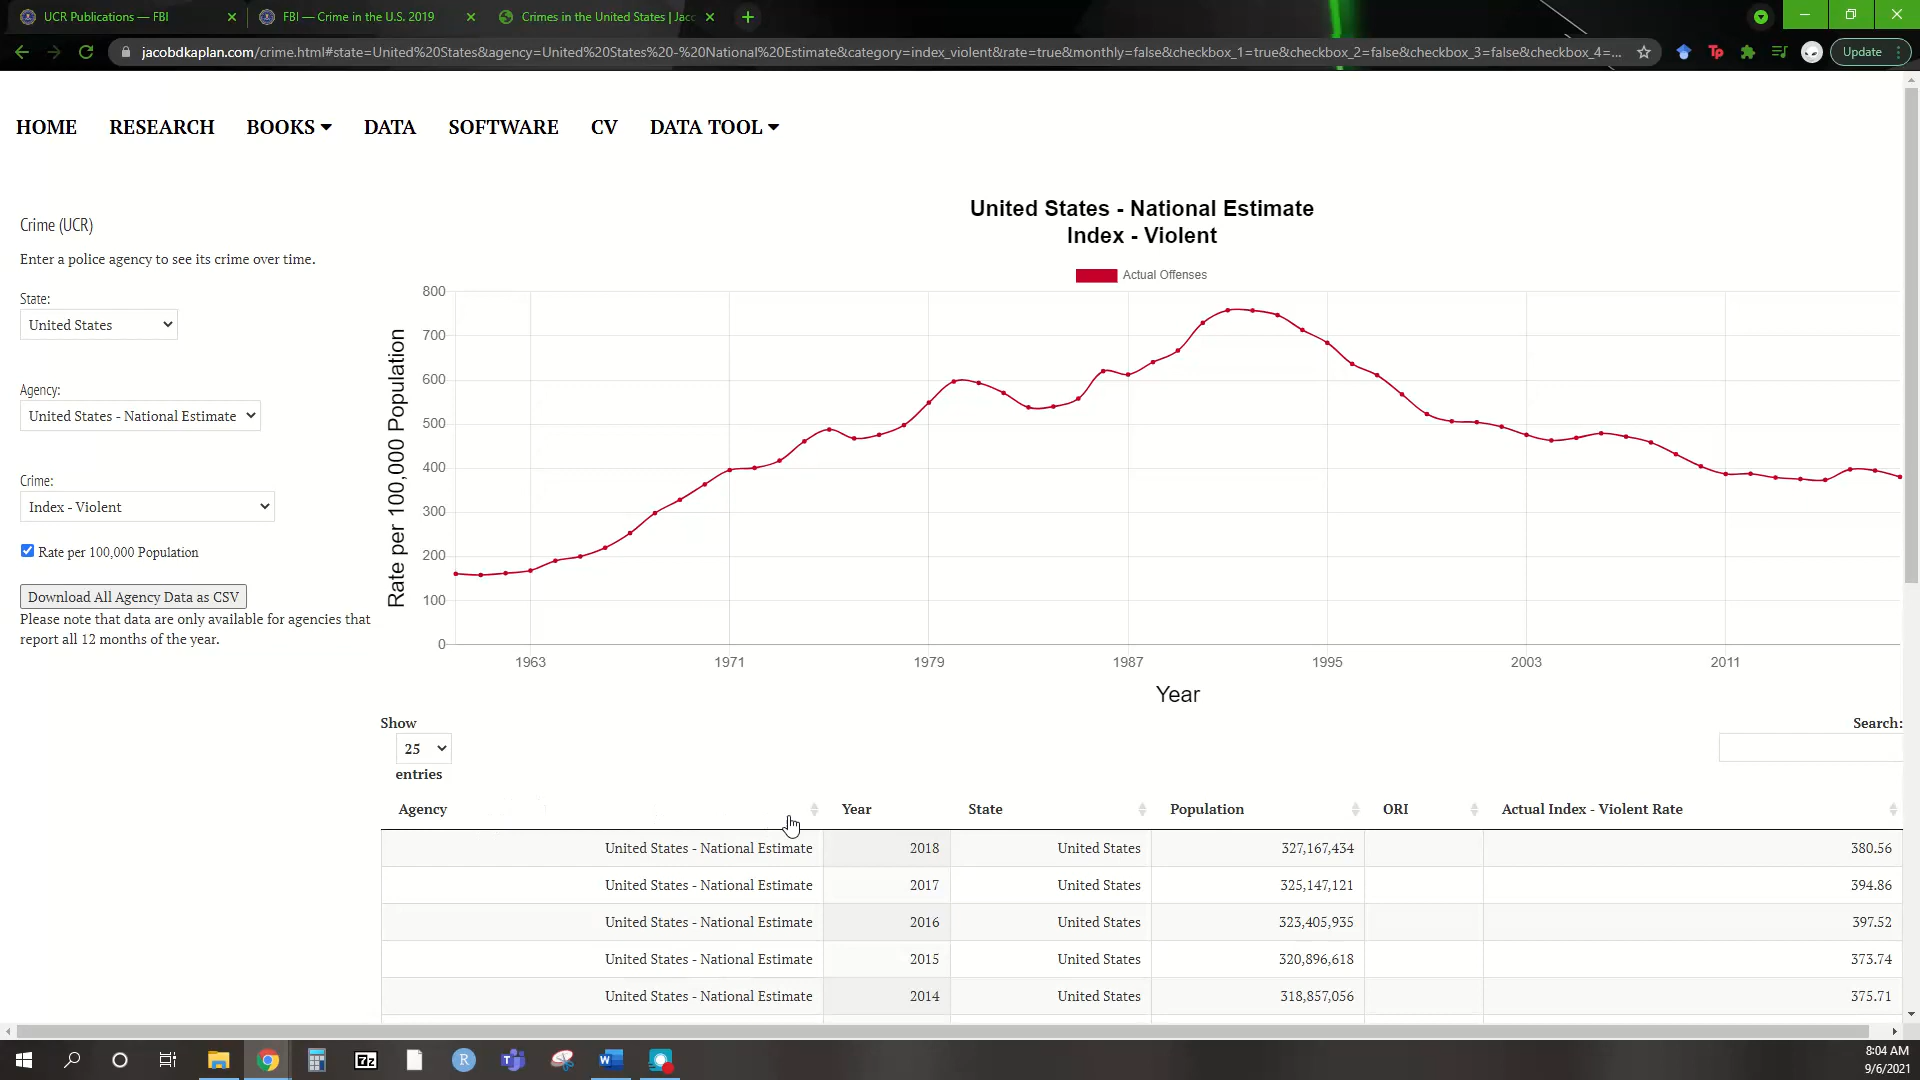 UCR Publications — FBI
FBI — Crime in the U.S. 2019
Crimes in the United States | Jaco
jacobdkaplan.com/crime.html#state=United%20States&agency=United%20States%20-%20National%20Estimate&category=index_violent&rate=true&monthly=false&checkbox_1=true&checkbox_2=false&checkbox_3=false&checkbox_4=...
Update
HOME RESEARCH BOOKS DATA SOFTWARE CV DATA TOOL
Crime (UCR)
Enter a police agency to see its crime over time.
State:
United States
Agency:
United States - National Estimate
Crime:
Index - Violent
Rate per 100,000 Population
Download All Agency Data as CSV
Please note that data are only available for agencies that
report all 12 months of the year.
United States - National Estimate
Index - Violent
Actual Offenses
Rate per 100,000 Population
800
700
600
500
400
300
200
100
0
1963 1971 1979 1987 1995 2003 2011
Year
Show
25
entries
Search:
Agency Year State Population ORI Actual Index - Violent Rate
United States - National Estimate 2018 United States 327,167,434 380.56
United States - National Estimate 2017 United States 325,147,121 394.86
United States - National Estimate 2016 United States 323,405,935 397.52
United States - National Estimate 2015 United States 320,896,618 373.74
United States - National Estimate 2014 United States 318,857,056 375.71
8:04 AM
9/6/2021